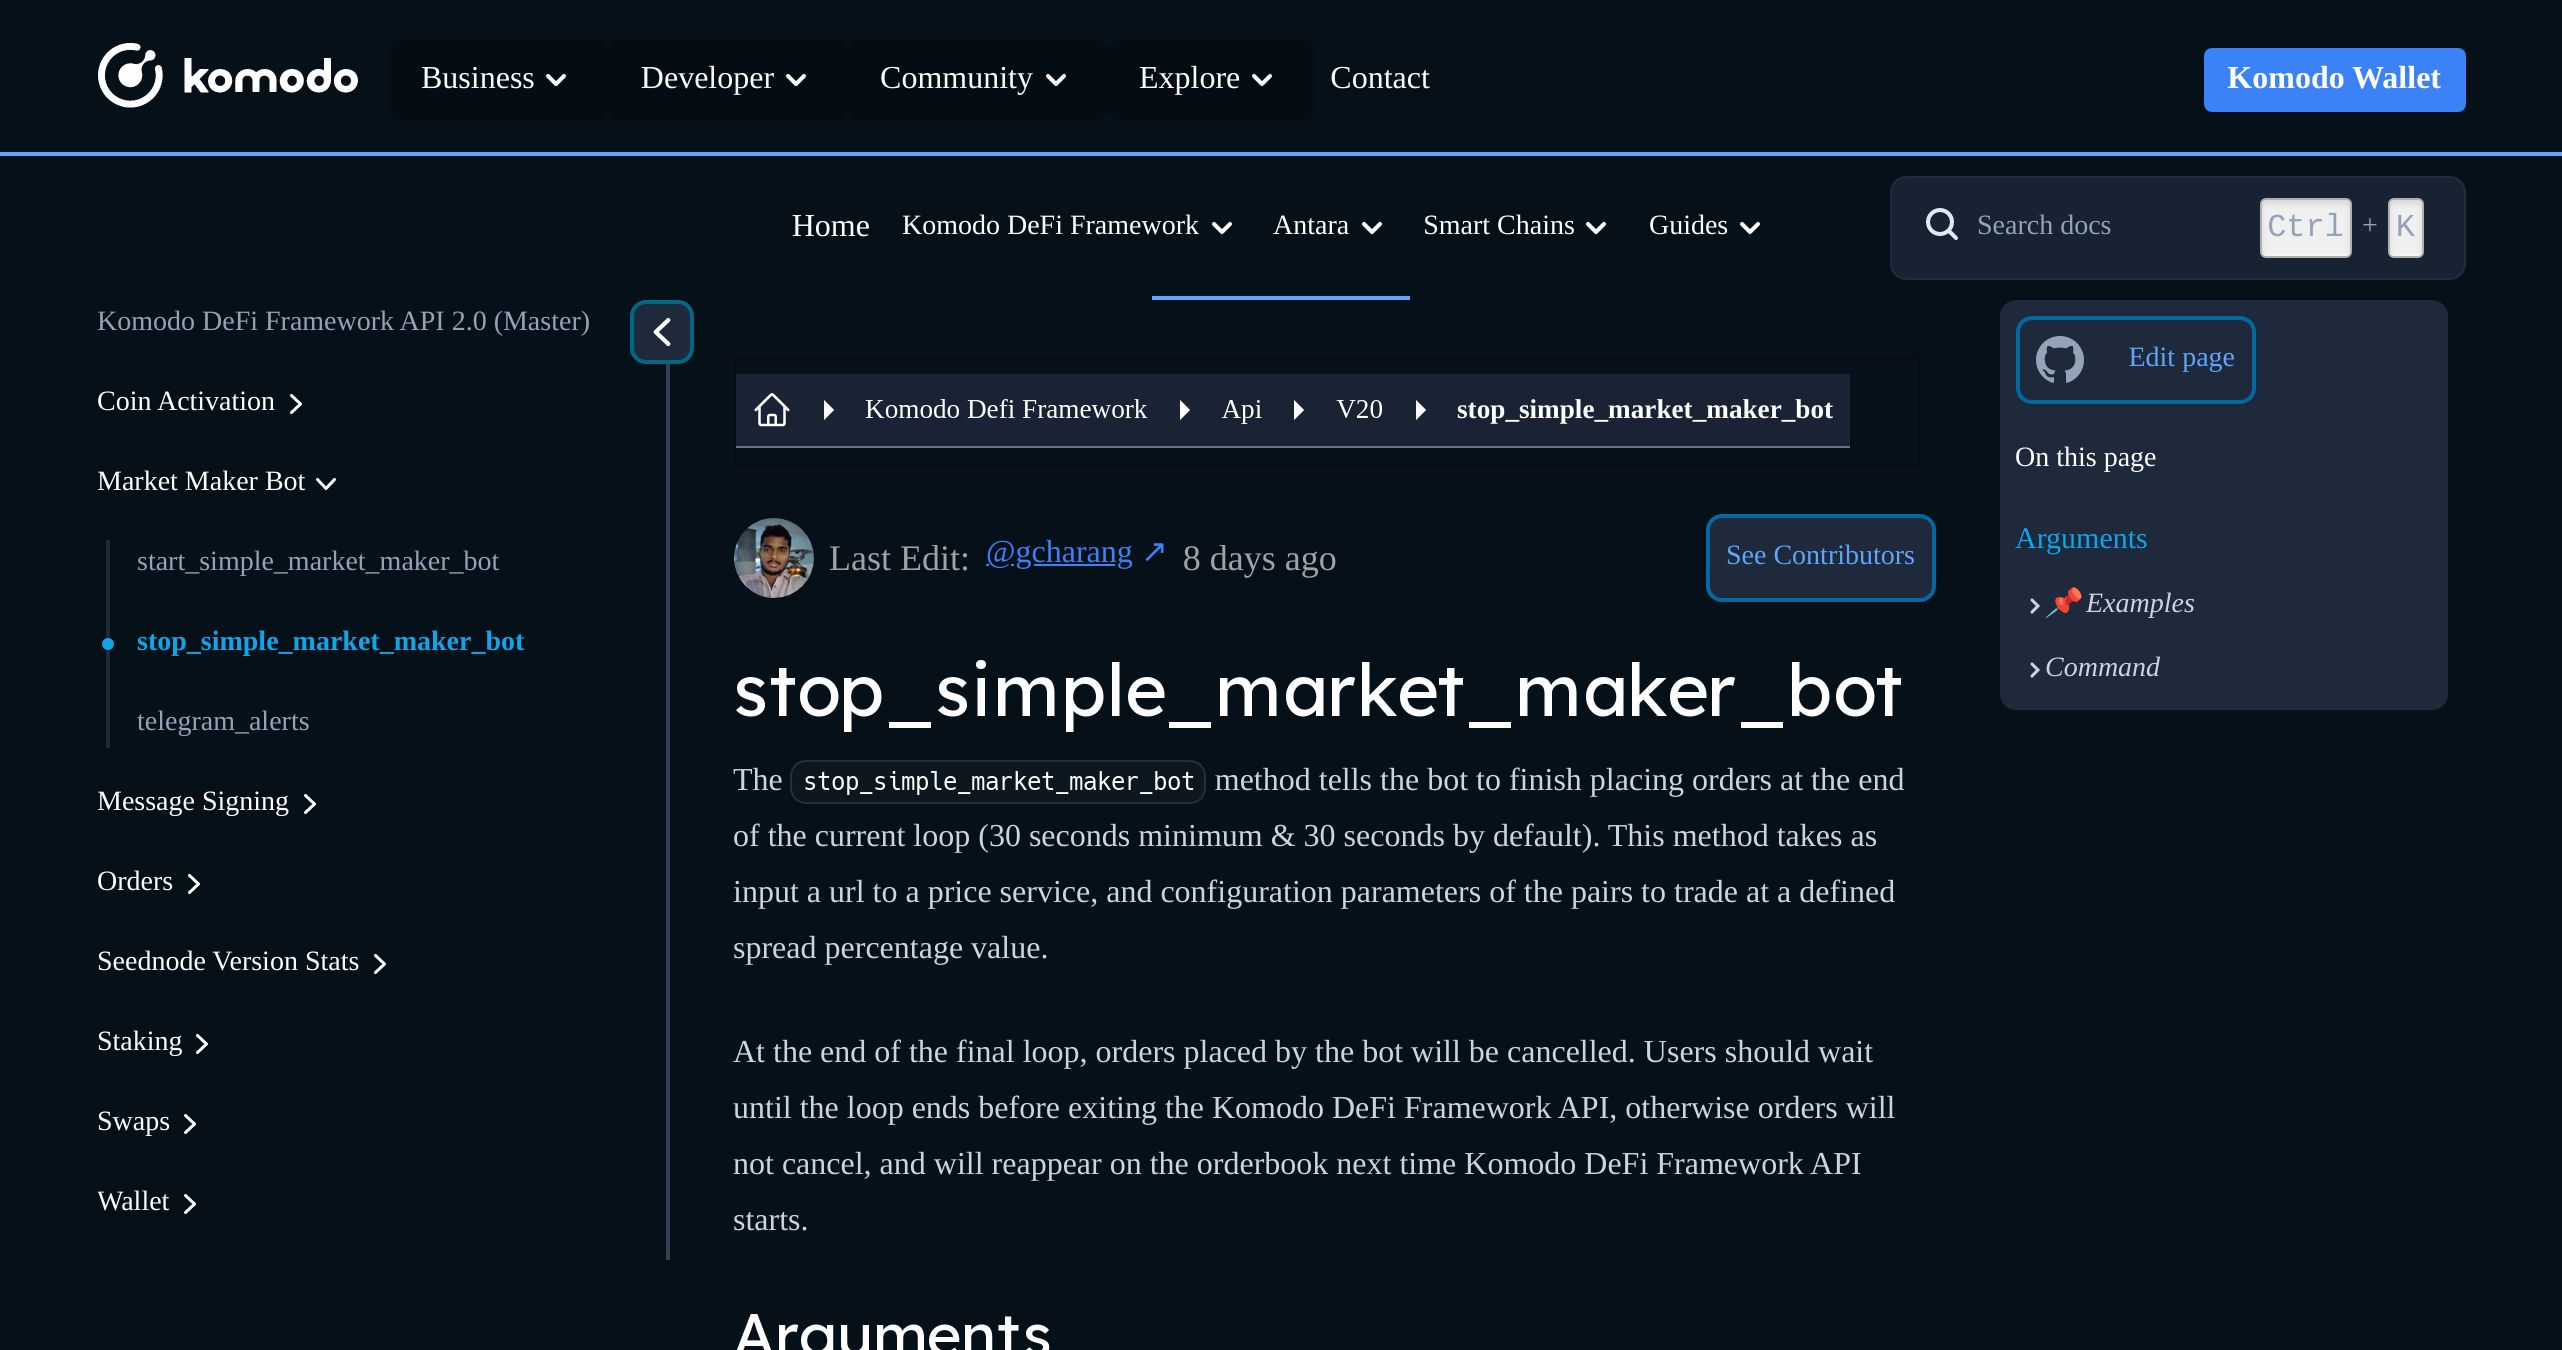 komodo
Business
Developer
Community
Explore
Contact
Komodo Wallet
Home
Komodo DeFi Framework
Antara
Smart Chains
Guides
Search docs
Ctrl + K
Komodo DeFi Framework API 2.0 (Master)
Coin Activation
Market Maker Bot
start_simple_market_maker_bot
stop_simple_market_maker_bot
telegram_alerts
Message Signing
Orders
Seednode Version Stats
Staking
Swaps
Wallet
Komodo Defi Framework
Api
V20
stop_simple_market_maker_bot
Last Edit: @gcharang ↗ 8 days ago
See Contributors
stop_simple_market_maker_bot
The stop_simple_market_maker_bot method tells the bot to finish placing orders at the end
of the current loop (30 seconds minimum & 30 seconds by default). This method takes as
input a url to a price service, and configuration parameters of the pairs to trade at a defined
spread percentage value.
At the end of the final loop, orders placed by the bot will be cancelled. Users should wait
until the loop ends before exiting the Komodo DeFi Framework API, otherwise orders will
not cancel, and will reappear on the orderbook next time Komodo DeFi Framework API
starts.
Arguments
Edit page
On this page
Arguments
📌 Examples
Command